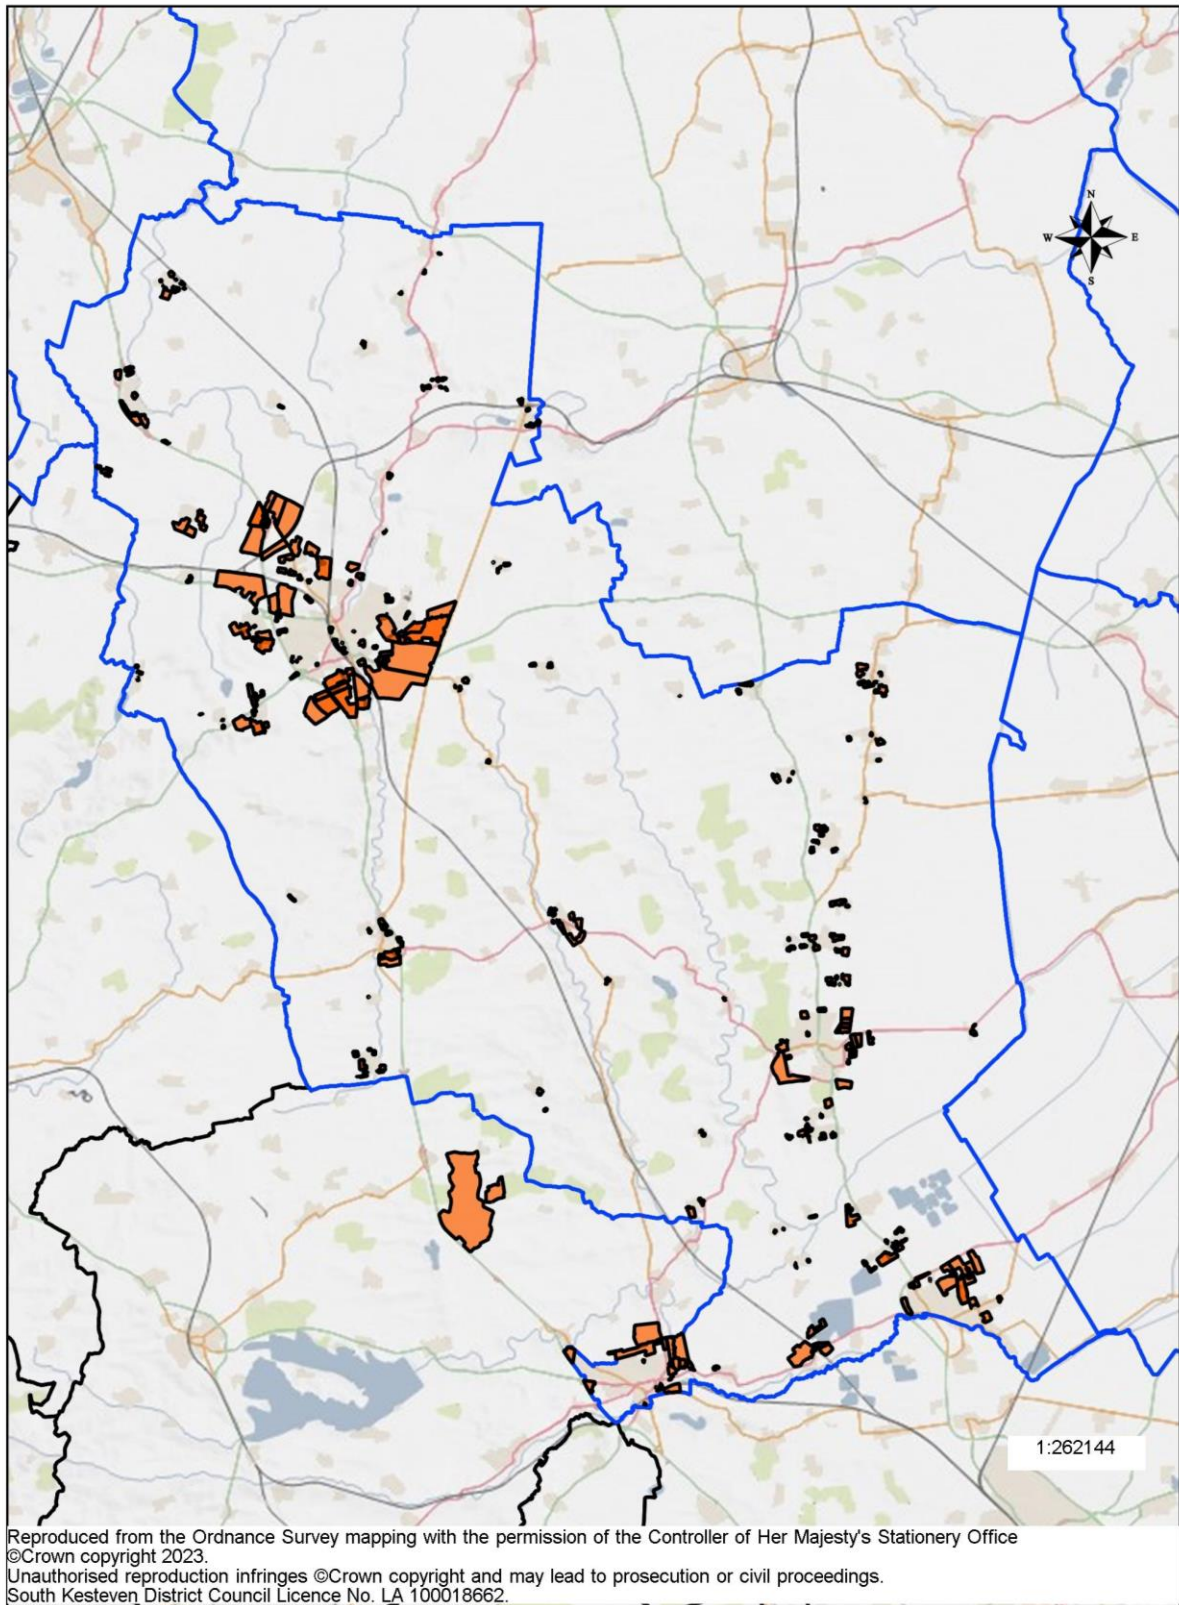 N
W E
S
1:262144
Reproduced from the Ordnance Survey mapping with the permission of the Controller of Her Majesty's Stationery Office
©Crown copyright 2023.
Unauthorised reproduction infringes ©Crown copyright and may lead to prosecution or civil proceedings.
South Kesteven District Council Licence No. LA 100018662.